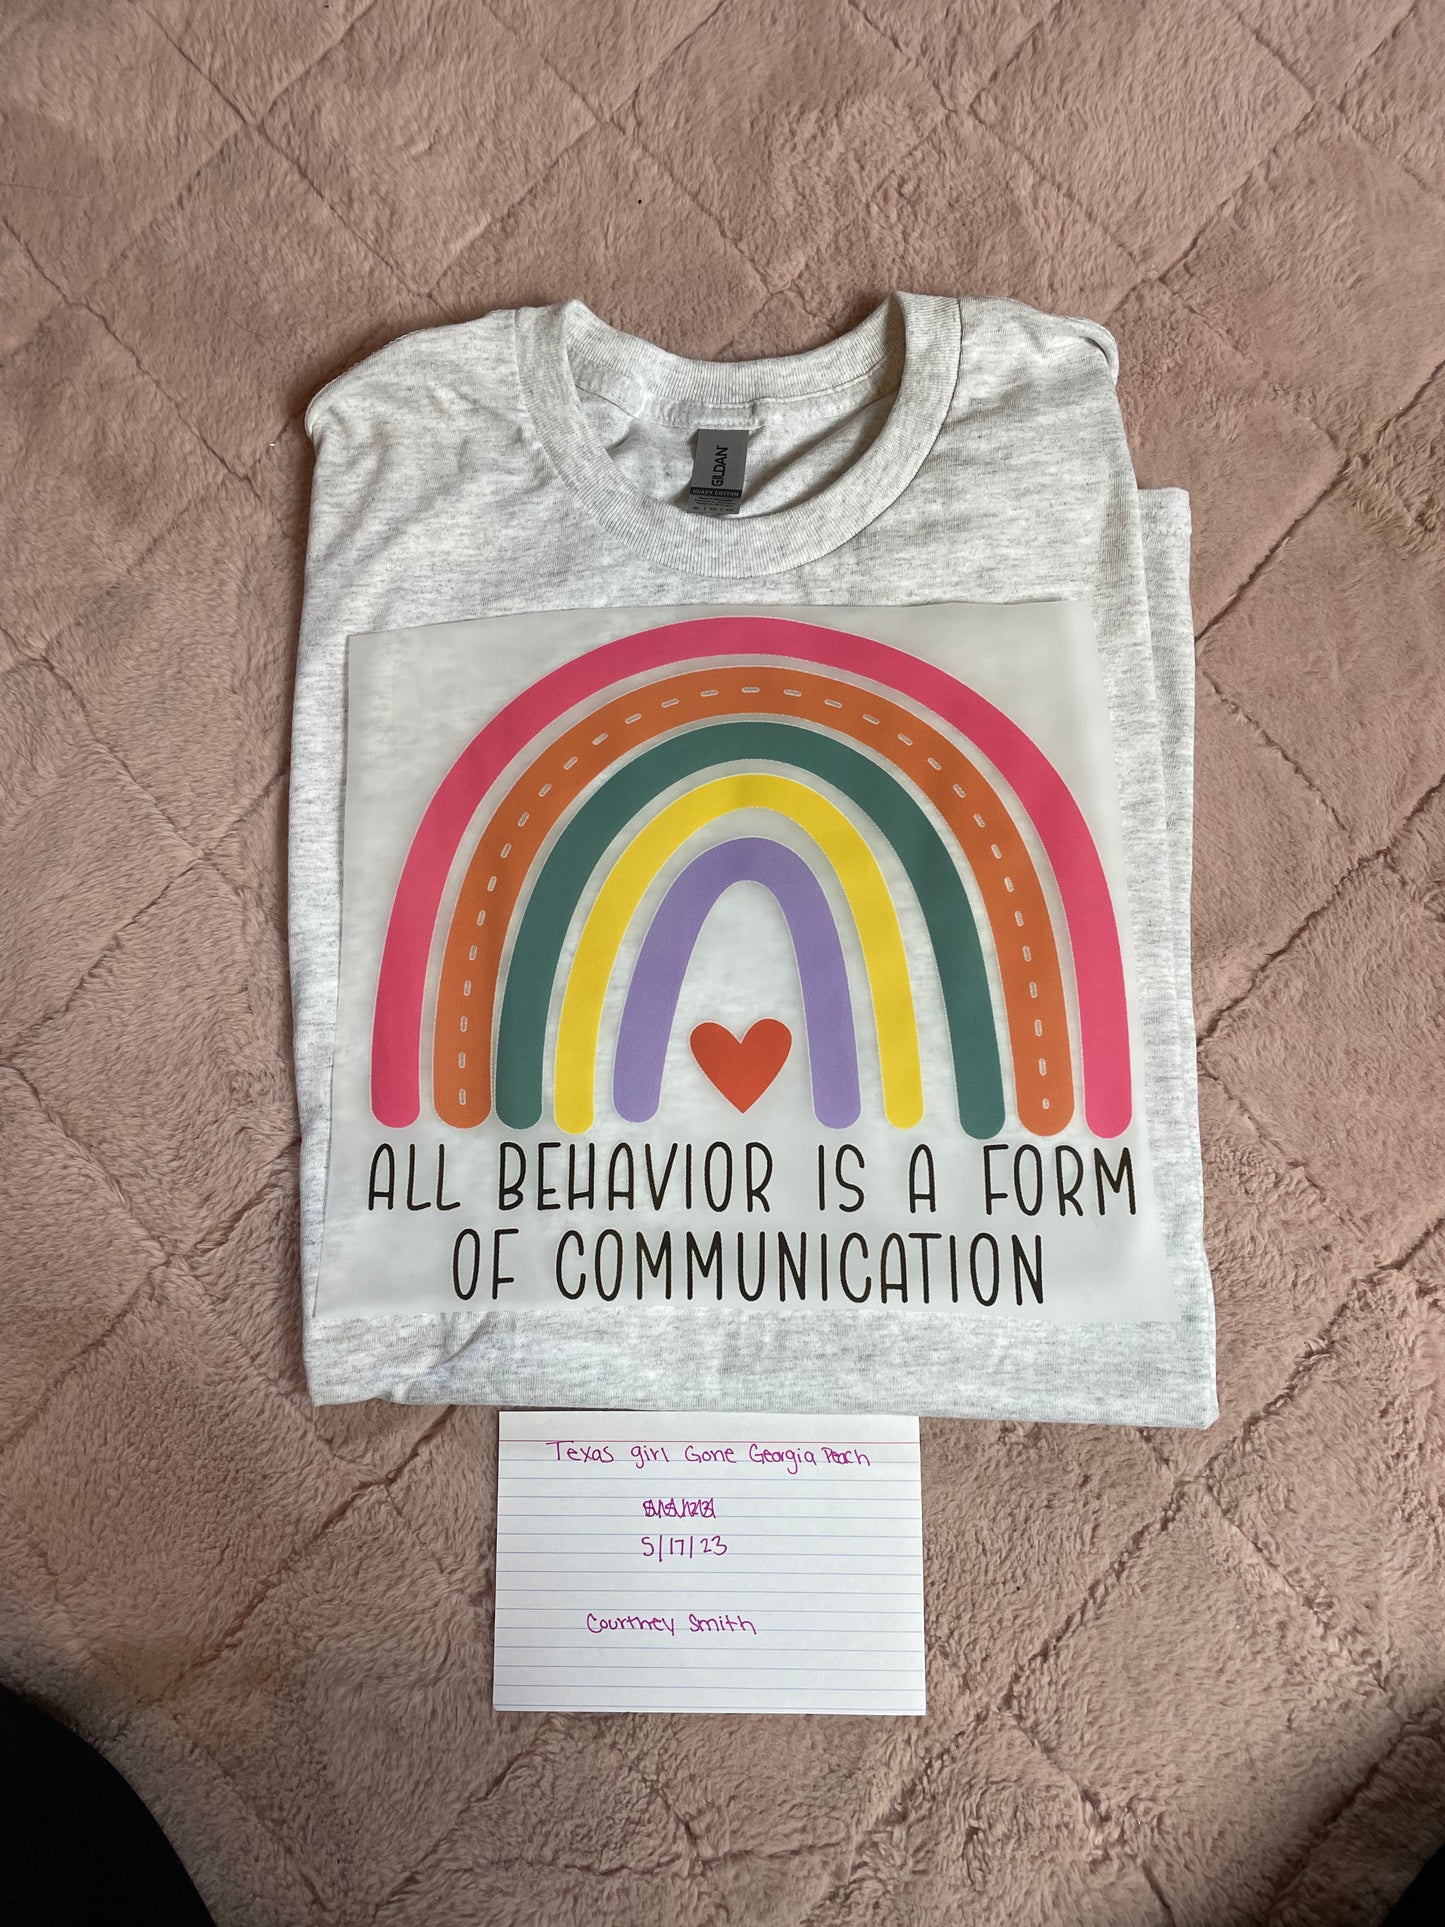 GILDAN
HEAVY COTTON
ALL BEHAVIOR IS A FORM
OF COMMUNICATION
Texas girl Gone Georgia Peach
5/17/23
Courtney Smith